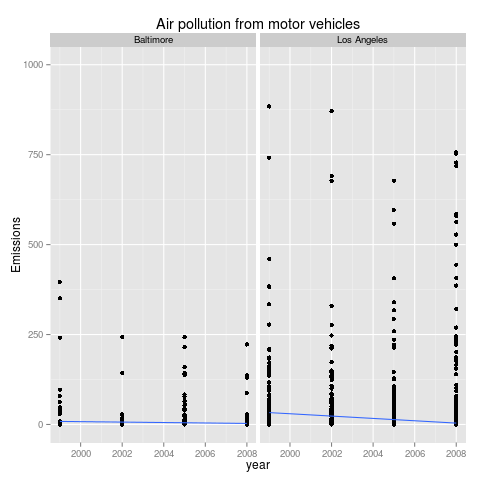 Air pollution from motor vehicles
Baltimore Los Angeles
1000
750
500
250
0
Emissions
2000 2002 2004 2006 2008 2000 2002 2004 2006 2008
year